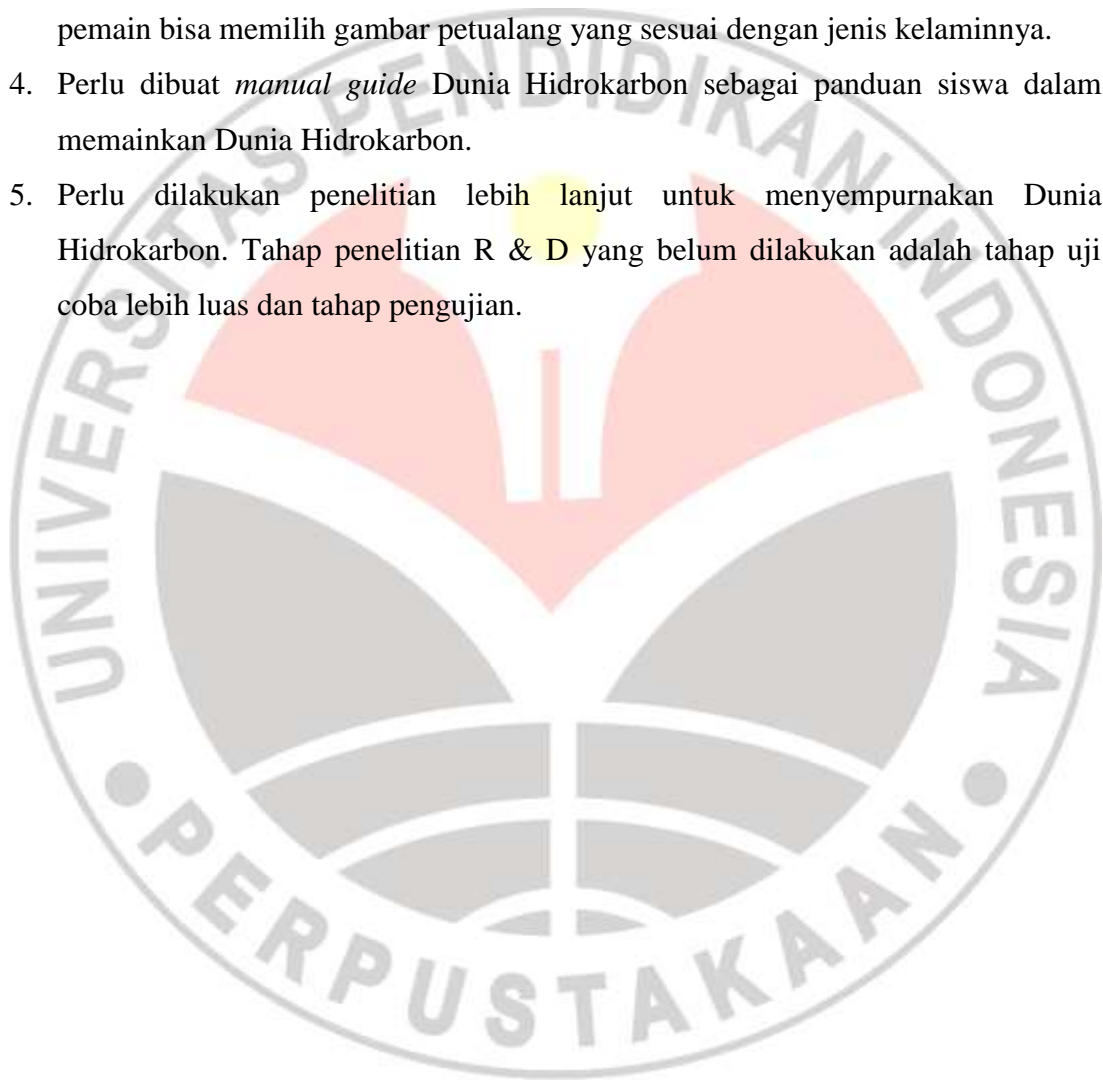 pemain bisa memilih gambar petualang yang sesuai dengan jenis kelaminnya.
4. Perlu dibuat manual guide Dunia Hidrokarbon sebagai panduan siswa dalam
memainkan Dunia Hidrokarbon.
5. Perlu dilakukan penelitian lebih lanjut untuk menyempurnakan Dunia
Hidrokarbon. Tahap penelitian R & D yang belum dilakukan adalah tahap uji
coba lebih luas dan tahap pengujian.
UNIVERSITAS PENDIDIKAN INDONESIA
PERPUSTAKAAN